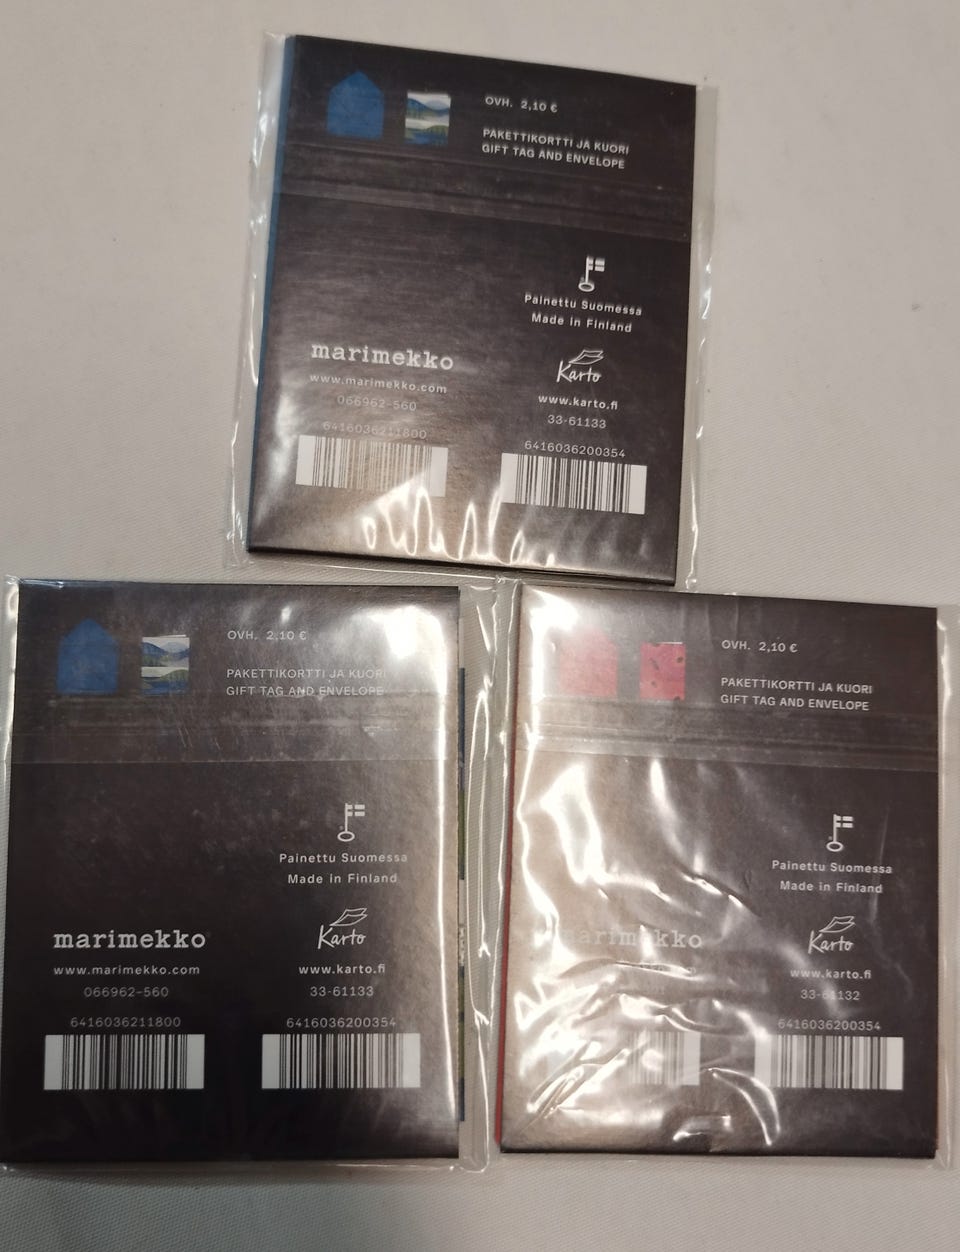 OVH. 2,10 €
PAKETTIKORTTI JA KUORI
GIFT TAG AND ENVELOPE
Painettu Suomessa
Made in Finland
marimekko
www.marimekko.com
066962-560
6416036211800
Karto
www.karto.fi
33-61133
6416036200354
OVH. 2,10 €
PAKETTIKORTTI JA KUORI
GIFT TAG AND ENVELOPE
Painettu Suomessa
Made in Finland
marimekko
www.marimekko.com
066962–560
6416036211800
Karto
www.karto.fi
33-61133
6416036200354
OVH. 2,10 €
PAKETTIKORTTI JA KUORI
GIFT TAG AND ENVELOPE
Painettu Suomessa
Made in Finland
marimekko
Karto
www.karto.fi
33-61132
6416036200354